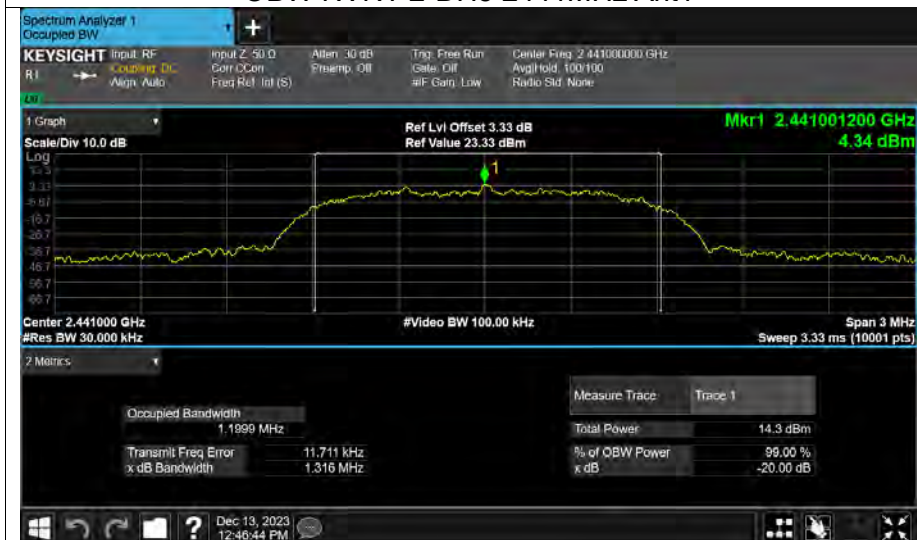 Spectrum Analyzer 1
Occupied BW
+
KEYSIGHT Input: RF
R L
Coupling: DC
Align: Auto
Input Z: 50 Ω
Corr CCorr
Freq Ref: Int (S)
Atten: 30 dB
Preamp: Off
Trig: Free Run
Gate: Off
#IF Gain: Low
Center Freq: 2.441000000 GHz
Avg|Hold: 100/100
Radio Std: None
1 Graph
Scale/Div 10.0 dB
Log
Ref Lvl Offset 3.33 dB
Ref Value 23.33 dBm
Mkr1 2.441001200 GHz
4.34 dBm
1
13.3
3.33
-6.67
-16.7
-26.7
-36.7
-46.7
-56.7
-66.7
Center 2.441000 GHz
#Res BW 30.000 kHz
#Video BW 100.00 kHz
Span 3 MHz
Sweep 3.33 ms (10001 pts)
2 Metrics
Occupied Bandwidth
1.1999 MHz
Transmit Freq Error 11.711 kHz
x dB Bandwidth 1.316 MHz
Measure Trace Trace 1
Total Power 14.3 dBm
% of OBW Power 99.00 %
x dB -20.00 dB
?
Dec 13, 2023
12:46:44 PM